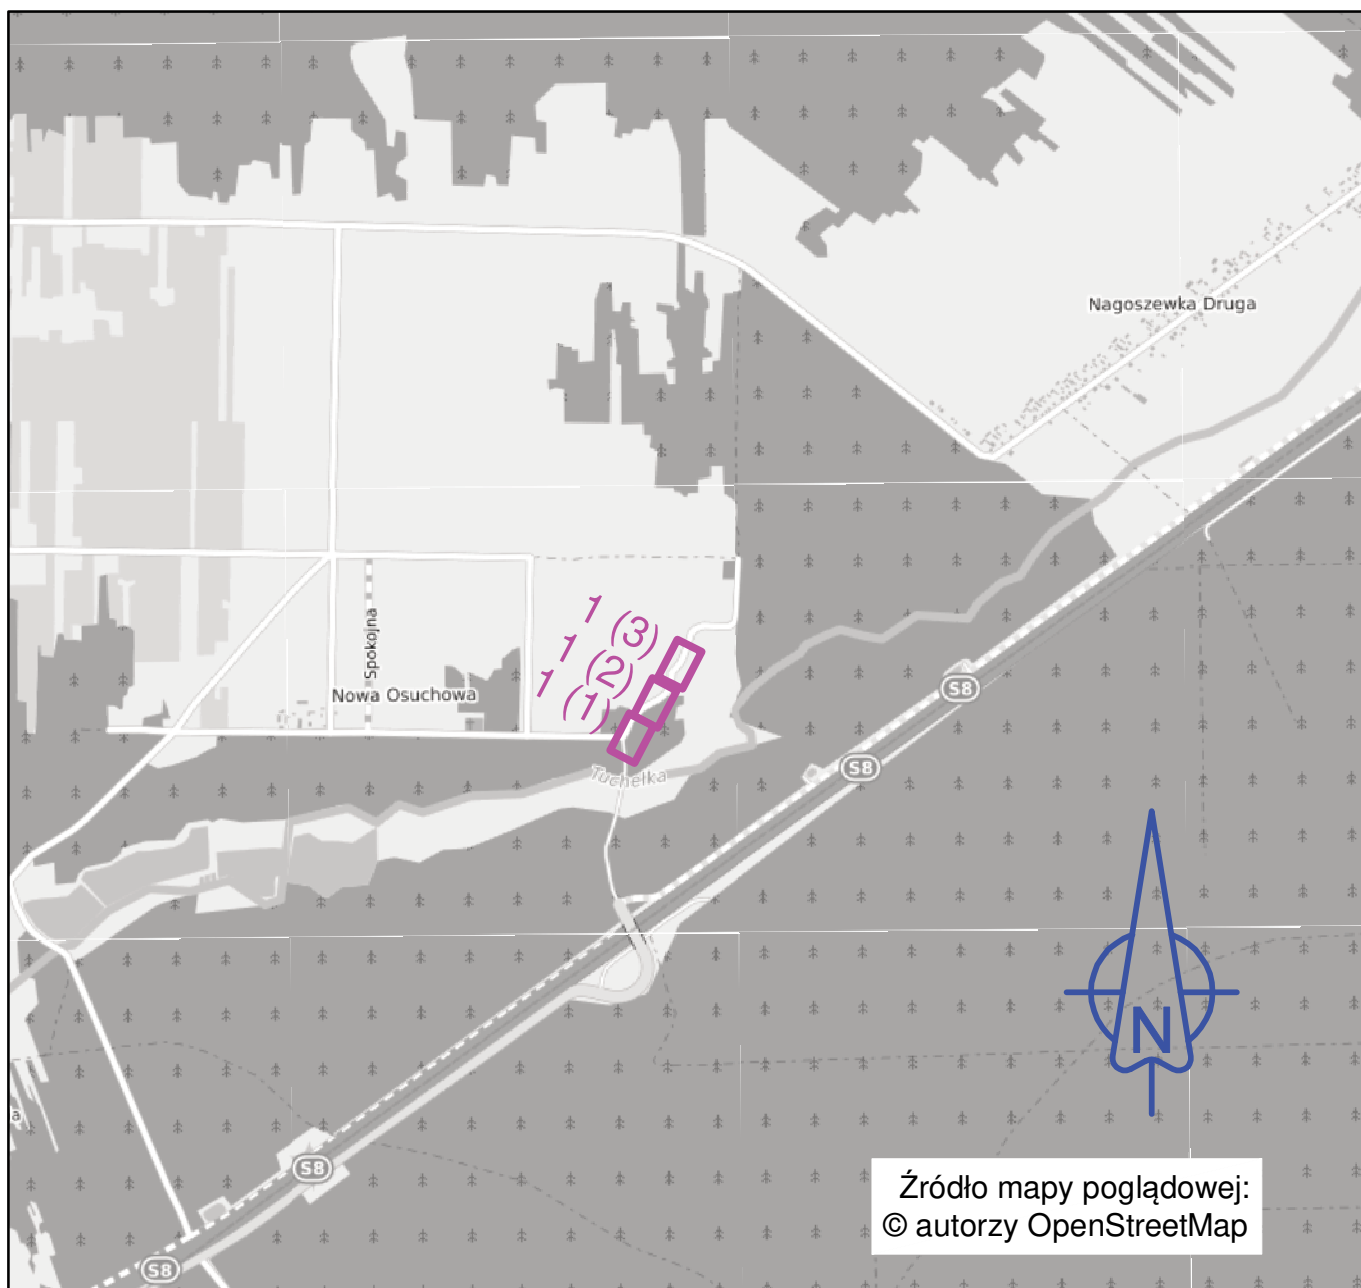 Nagoszewka Druga
1 (3)
1 (2)
1 (1)
Spokojna
Nowa Osuchowa
S8
S8
Tuchełka
N
a
S8
S8
Źródło mapy poglądowej:
© autorzy OpenStreetMap